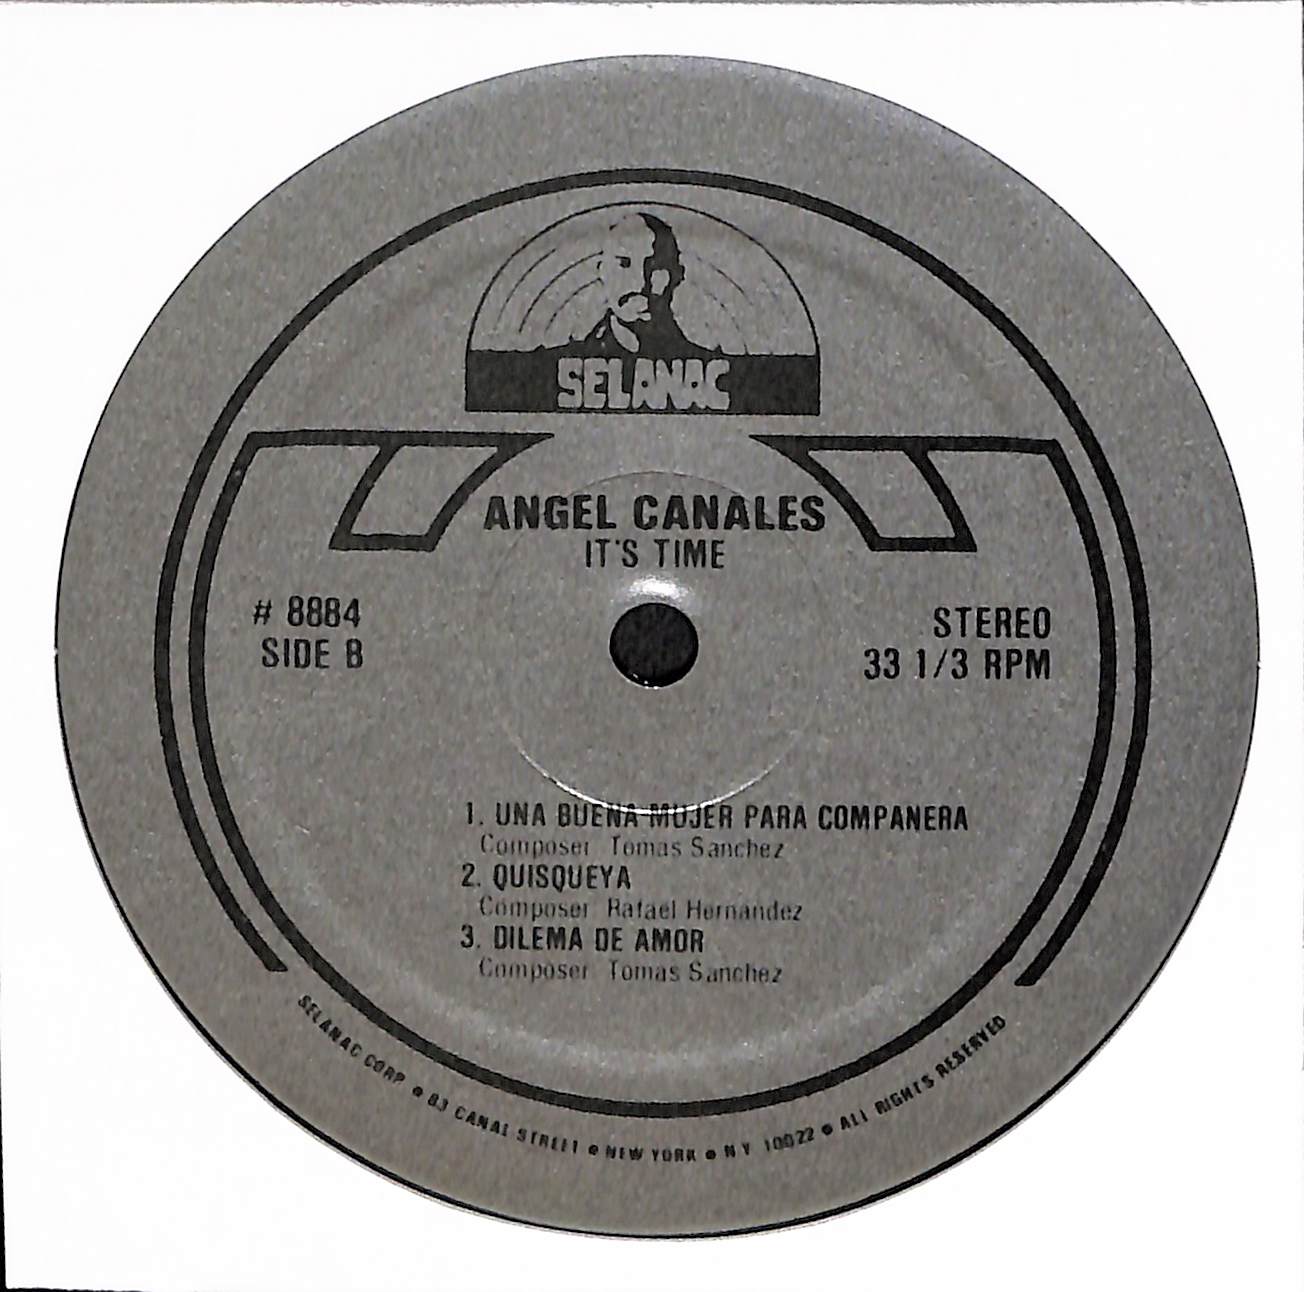 SELANAC
ANGEL CANALES
IT'S TIME
# 8884
SIDE B
STEREO
33 1/3 RPM
1. UNA BUENA MUJER PARA COMPANERA
Composer Tomas Sanchez
2. QUISQUEYA
Composer Rafael Hernandez
3. DILEMA DE AMOR
Composer Tomas Sanchez
SELANAC CORP • 83 CANAL STREET • NEW YORK • N Y 10022 • ALL RIGHTS RESERVED